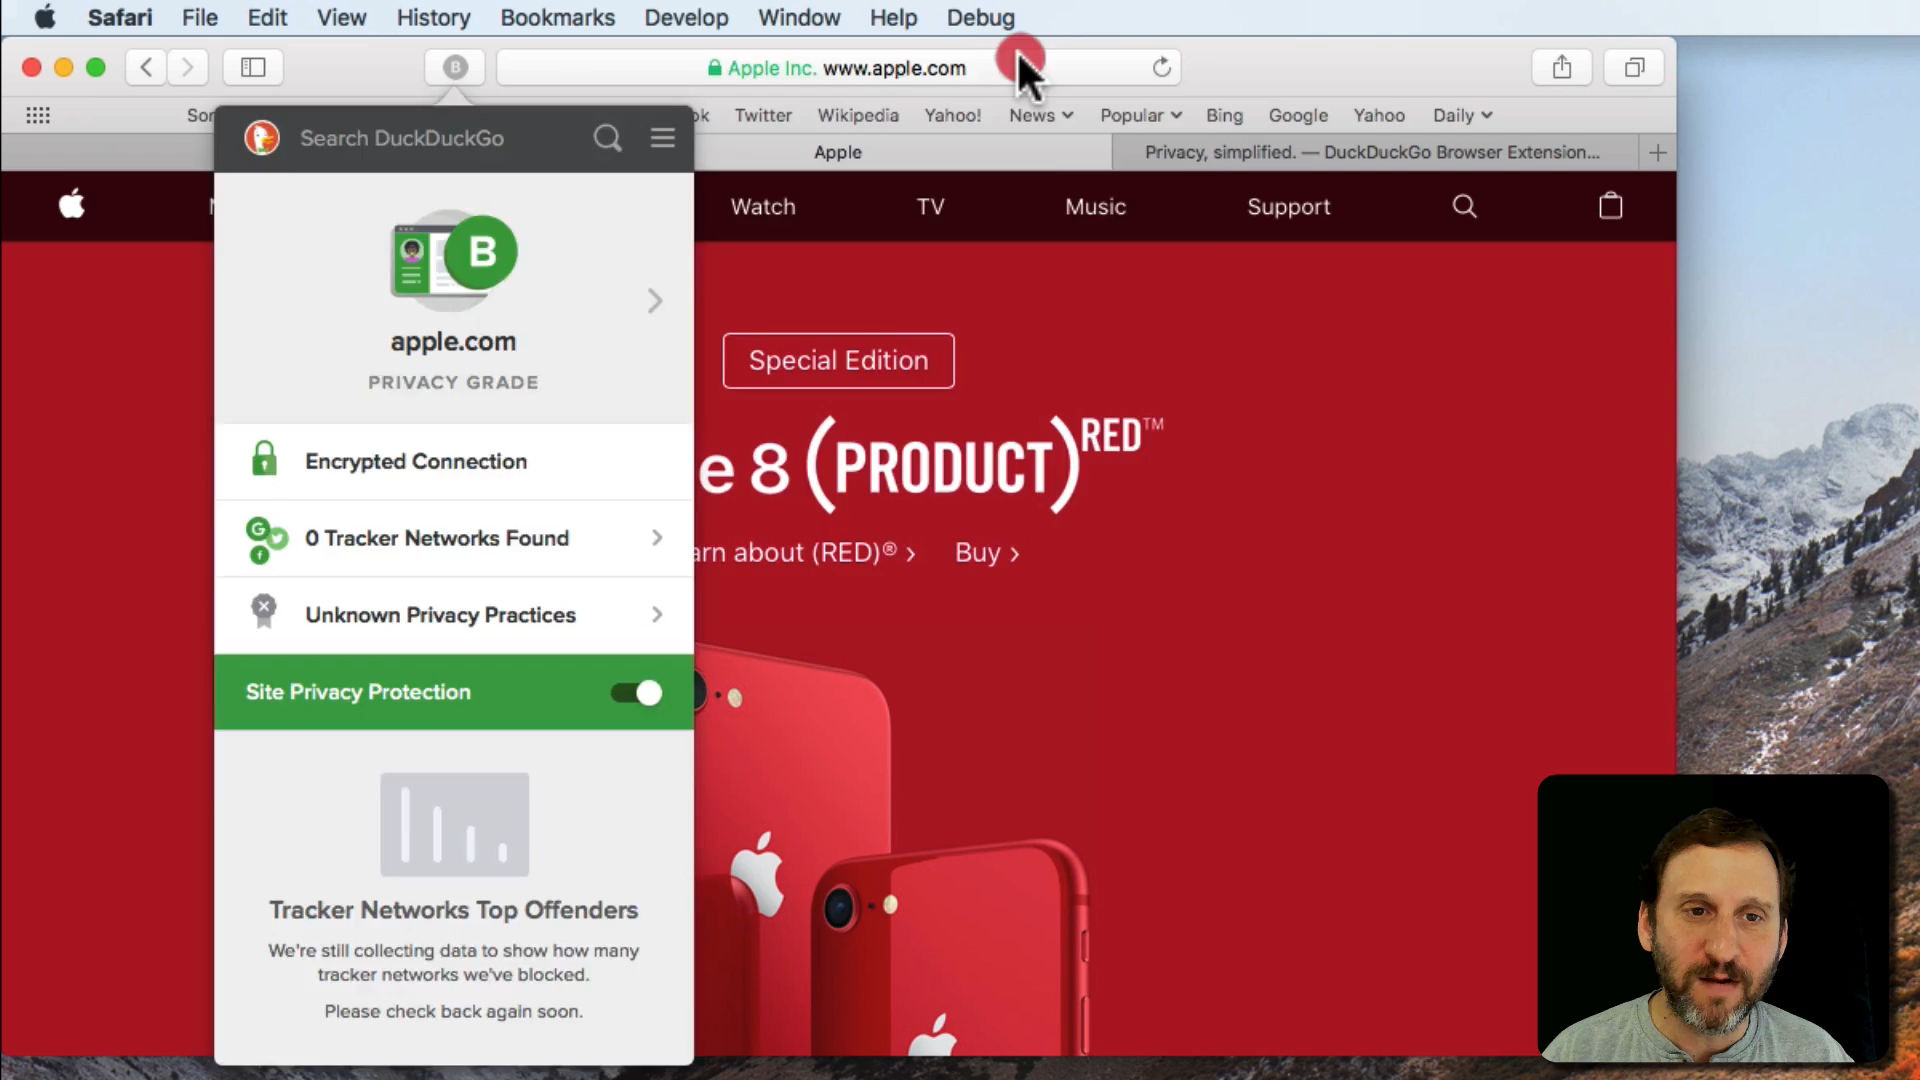 Safari File Edit View History Bookmarks Develop Window Help Debug
B
Apple Inc. www.apple.com
Twitter Wikipedia Yahoo! News Popular Bing Google Yahoo Daily
Search DuckDuckGo
Apple
Privacy, simplified. — DuckDuckGo Browser Extension...
Watch TV Music Support
B
apple.com
PRIVACY GRADE
Special Edition
e 8 (PRODUCT)RED™
Encrypted Connection
0 Tracker Networks Found
arn about (RED)® › Buy ›
Unknown Privacy Practices
Site Privacy Protection
Tracker Networks Top Offenders
We're still collecting data to show how many
tracker networks we've blocked.
Please check back again soon.